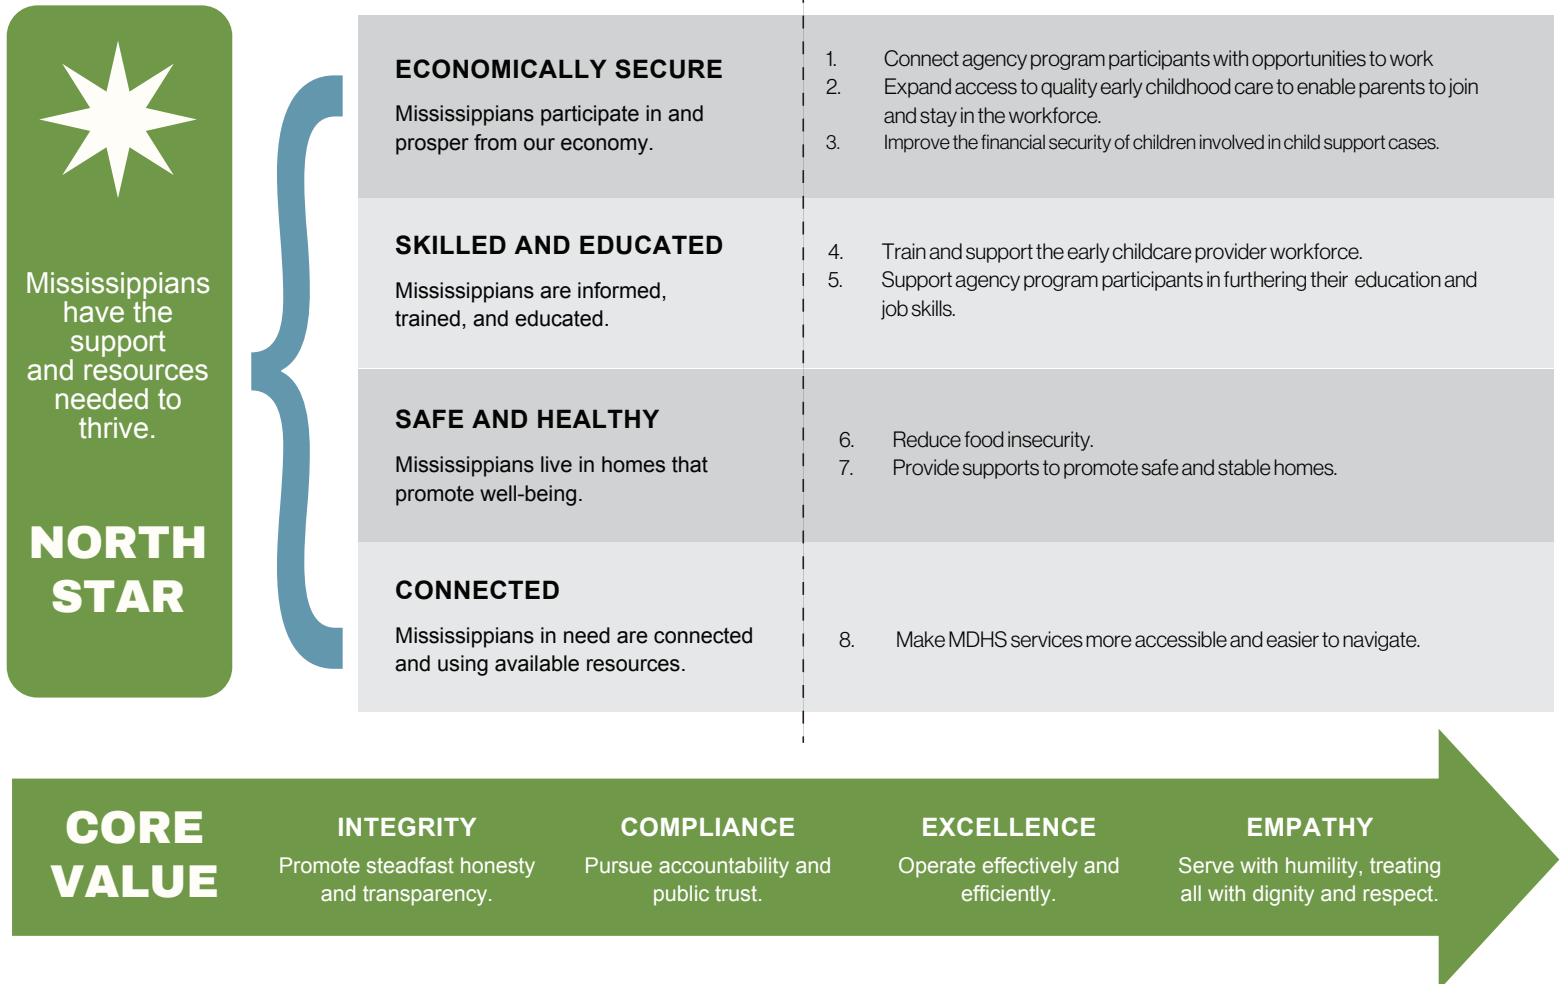 Mississippians
have the
support
and resources
needed to
thrive.
NORTH
STAR
ECONOMICALLY SECURE
Mississippians participate in and
prosper from our economy.
1. Connect agency program participants with opportunities to work
2. Expand access to quality early childhood care to enable parents to join
and stay in the workforce.
3. Improve the financial security of children involved in child support cases.
SKILLED AND EDUCATED
Mississippians are informed,
trained, and educated.
4. Train and support the early childcare provider workforce.
5. Support agency program participants in furthering their education and
job skills.
SAFE AND HEALTHY
Mississippians live in homes that
promote well-being.
6. Reduce food insecurity.
7. Provide supports to promote safe and stable homes.
CONNECTED
Mississippians in need are connected
and using available resources.
8. Make MDHS services more accessible and easier to navigate.
CORE
VALUE
INTEGRITY
Promote steadfast honesty
and transparency.
COMPLIANCE
Pursue accountability and
public trust.
EXCELLENCE
Operate effectively and
efficiently.
EMPATHY
Serve with humility, treating
all with dignity and respect.